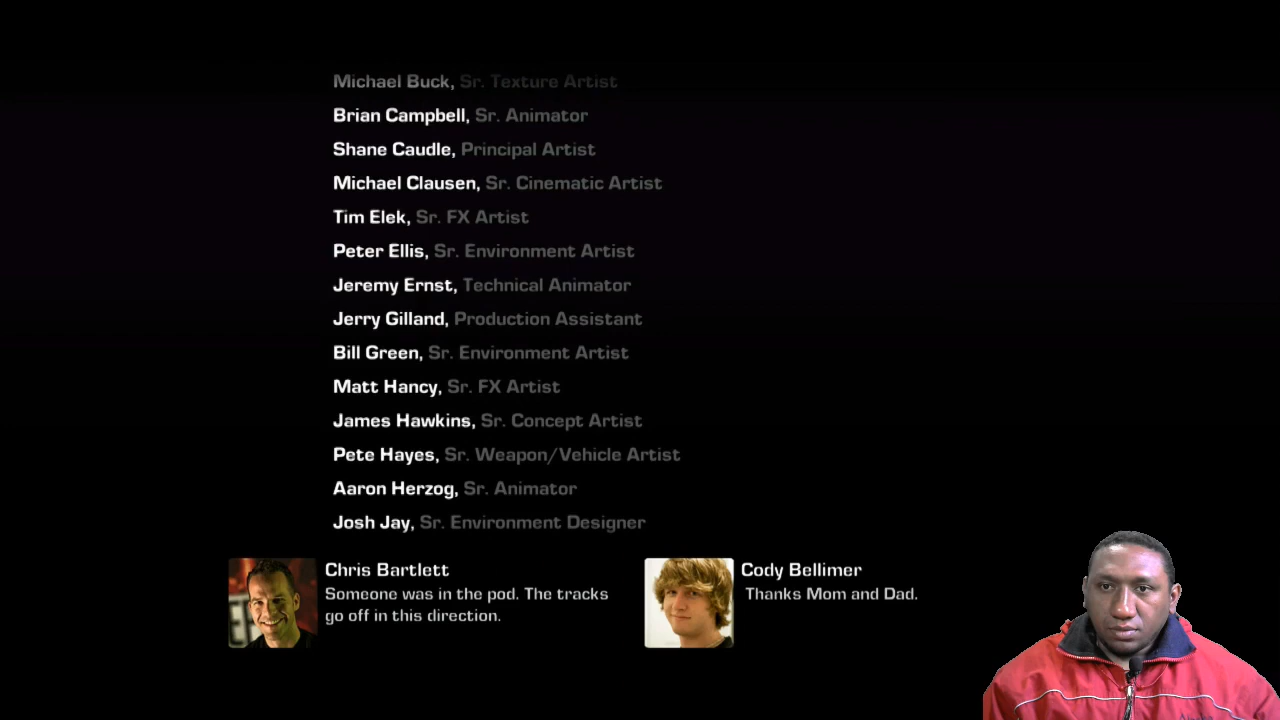 Michael Buck, Sr. Texture Artist
Brian Campbell, Sr. Animator
Shane Caudle, Principal Artist
Michael Clausen, Sr. Cinematic Artist
Tim Elek, Sr. FX Artist
Peter Ellis, Sr. Environment Artist
Jeremy Ernst, Technical Animator
Jerry Gilland, Production Assistant
Bill Green, Sr. Environment Artist
Matt Hancy, Sr. FX Artist
James Hawkins, Sr. Concept Artist
Pete Hayes, Sr. Weapon/Vehicle Artist
Aaron Herzog, Sr. Animator
Josh Jay, Sr. Environment Designer
Chris Bartlett
Someone was in the pod. The tracks
go off in this direction.
Cody Bellimer
Thanks Mom and Dad.